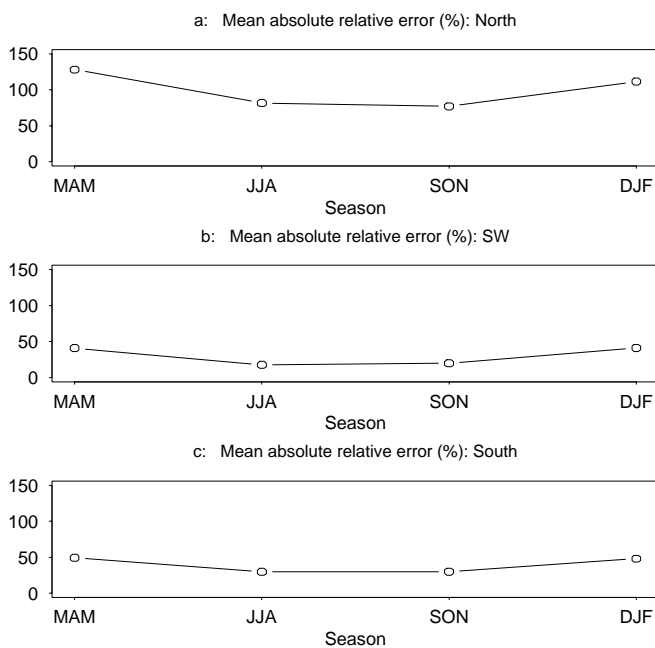 a: Mean absolute relative error (%): North
150
100
50
0
MAM JJA SON DJF
Season
b: Mean absolute relative error (%): SW
150
100
50
0
MAM JJA SON DJF
Season
c: Mean absolute relative error (%): South
150
100
50
0
MAM JJA SON DJF
Season